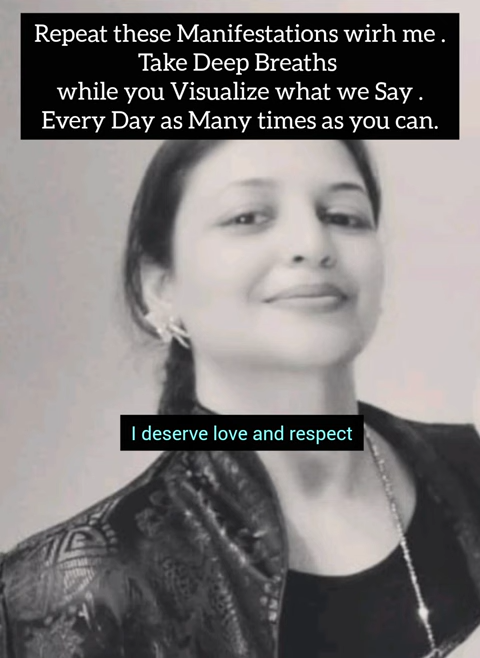 Repeat these Manifestations wirh me .
Take Deep Breaths
while you Visualize what we Say .
Every Day as Many times as you can.
I deserve love and respect